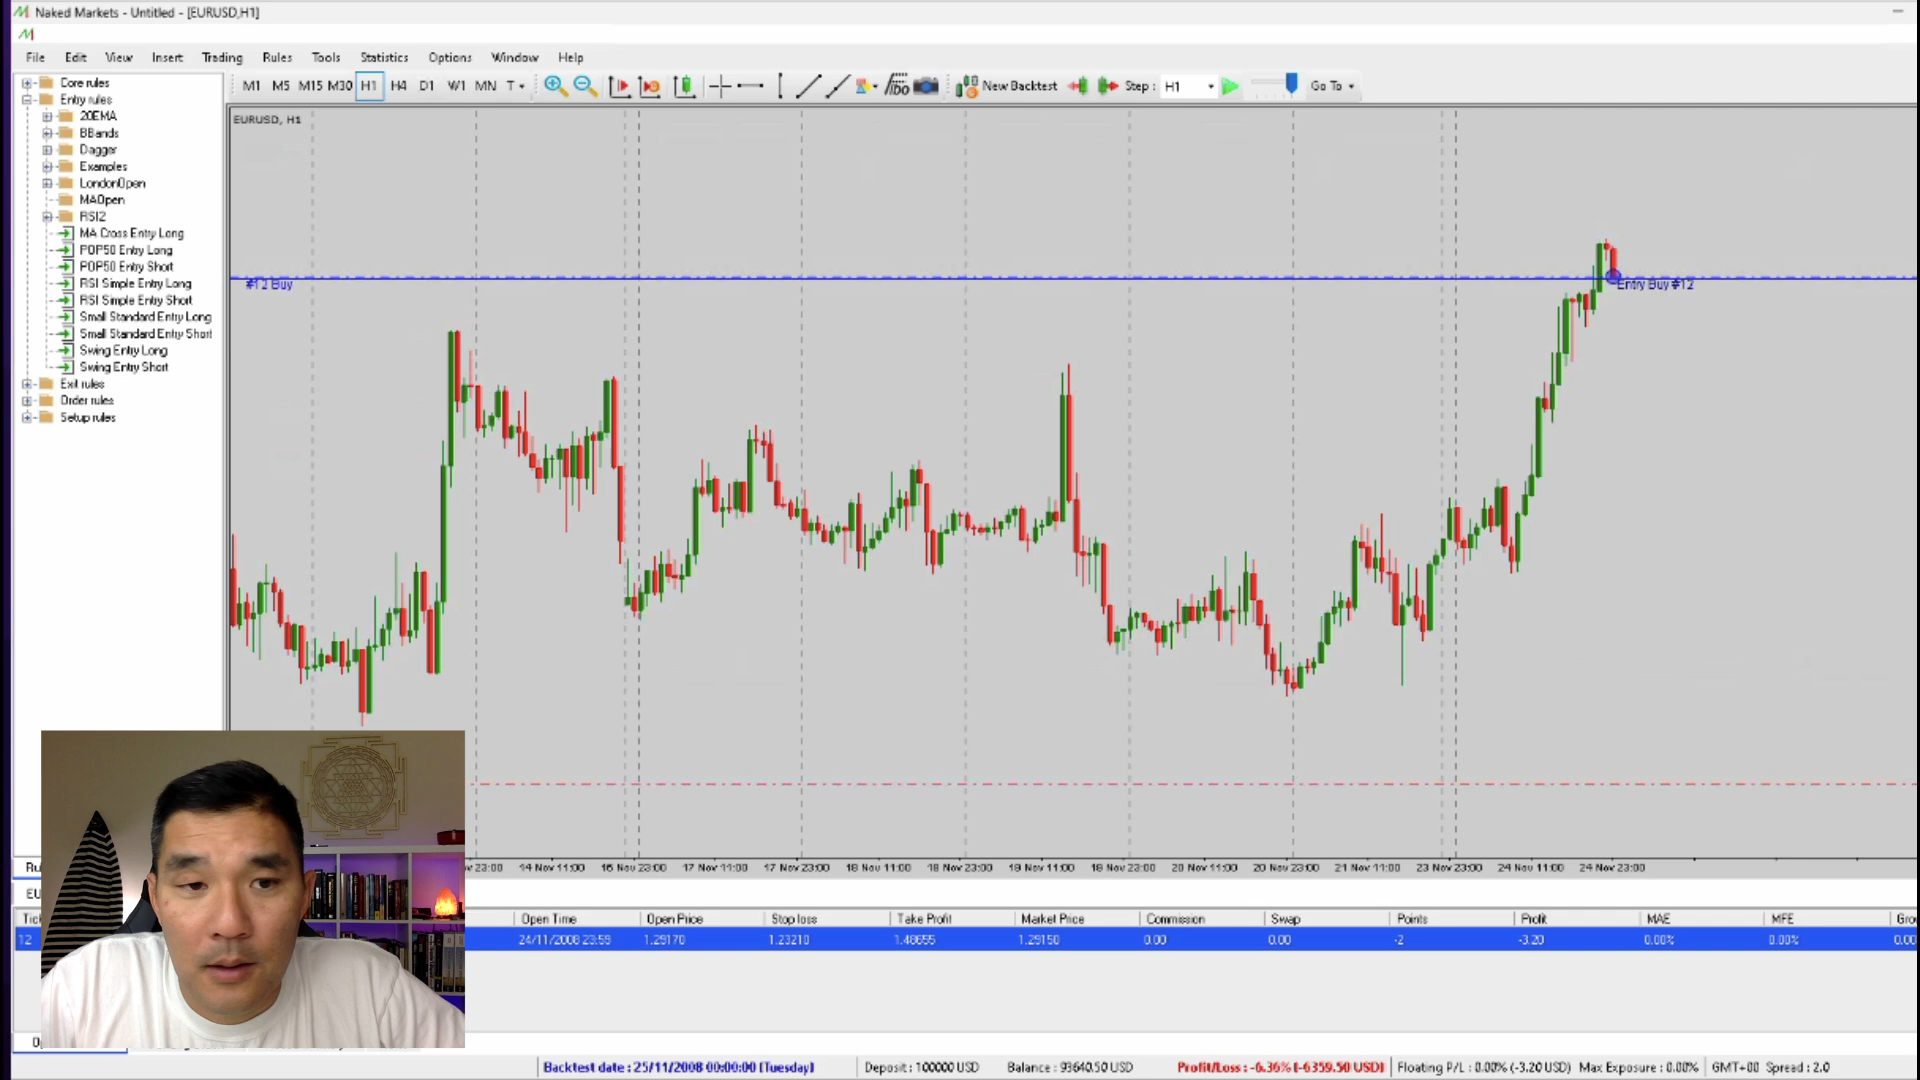 Naked Markets - Untitled - [EURUSD,H1]
File Edit View Insert Trading Rules Tools Statistics Options Window Help
M1 M5 M15 M30 H1 H4 D1 W1 MN T New Backtest Step : H1 Go To
Core rules
Entry rules
20EMA
BBands
Dagger
Examples
LondonOpen
MAOpen
RSI2
MA Cross Entry Long
POP50 Entry Long
POP50 Entry Short
RSI Simple Entry Long
RSI Simple Entry Short
Small Standard Entry Long
Small Standard Entry Short
Swing Entry Long
Swing Entry Short
Exit rules
Order rules
Setup rules
EURUSD, H1
#12 Buy
Entry Buy #12
23:00 14 Nov 11:00 16 Nov 23:00 17 Nov 11:00 17 Nov 23:00 18 Nov 11:00 18 Nov 23:00 19 Nov 11:00 19 Nov 23:00 20 Nov 11:00 20 Nov 23:00 21 Nov 11:00 23 Nov 23:00 24 Nov 11:00 24 Nov 23:00
Open Time Open Price Stop loss Take Profit Market Price Commission Swap Points Profit MAE MFE
12 24/11/2008 23:59 1.29170 1.23210 1.48655 1.29150 0.00 0.00 -2 -3.20 0.00% 0.00% 0.00
Backtest date : 25/11/2008 00:00:00 (Tuesday) Deposit : 100000 USD Balance : 93640.50 USD Profit/Loss : -6.36% (-6359.50 USD) Floating P/L : 0.00% (-3.20 USD) Max Exposure : 0.00% GMT+00 Spread : 2.0